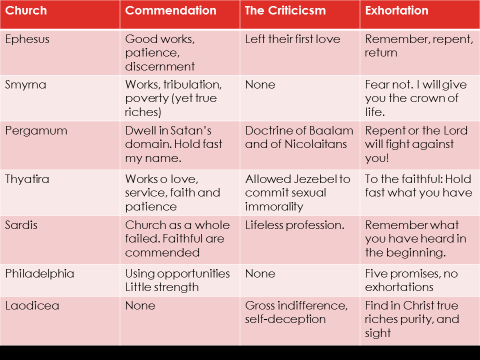 Church Commendation The Criticicsm Exhortation
Ephesus
Good works,
patience,
discernment
Left their first love
Remember, repent,
return
Smyrna
Works, tribulation,
poverty (yet true
riches)
None
Fear not. I will give
you the crown of
life.
Pergamum
Dwell in Satan's
domain. Hold fast
my name.
Doctrine of Baalam
and of Nicolaitans
Repent or the Lord
will fight against
you!
Thyatira
Works o love,
service, faith and
patience
Allowed Jezebel to
commit sexual
immorality
To the faithful: Hold
fast what you have
Sardis
Church as a whole
failed. Faithful are
commended
Lifeless profession.
Remember what
you have heard in
the beginning.
Philadelphia
Using opportunities
Little strength
None
Five promises, no
exhortations
Laodicea
None
Gross indifference,
self-deception
Find in Christ true
riches purity, and
sight